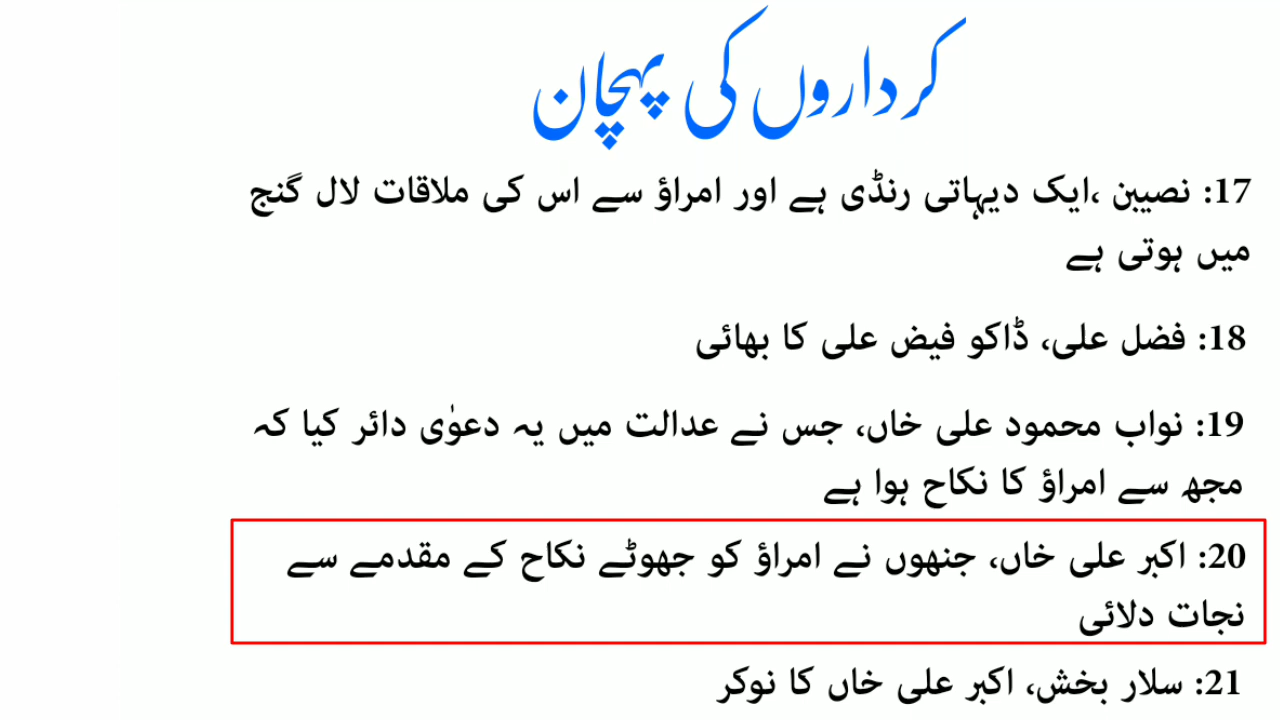 کرداروں کی پہچان
17: نصیبن ،ایک دیہاتی رنڈی ہے اور امراؤ سے اس کی ملاقات لال گنج
میں ہوتی ہے
18: فضل علی، ڈاکو فیض علی کا بھائی
19: نواب محمود علی خاں، جس نے عدالت میں یہ دعوٰی دائر کیا کہ
مجھ سے امراؤ کا نکاح ہوا ہے
20: اکبر علی خاں، جنھوں نے امراؤ کو جھوٹے نکاح کے مقدمے سے
نجات دلائی
21: سلار بخش، اکبر علی خاں کا نوکر